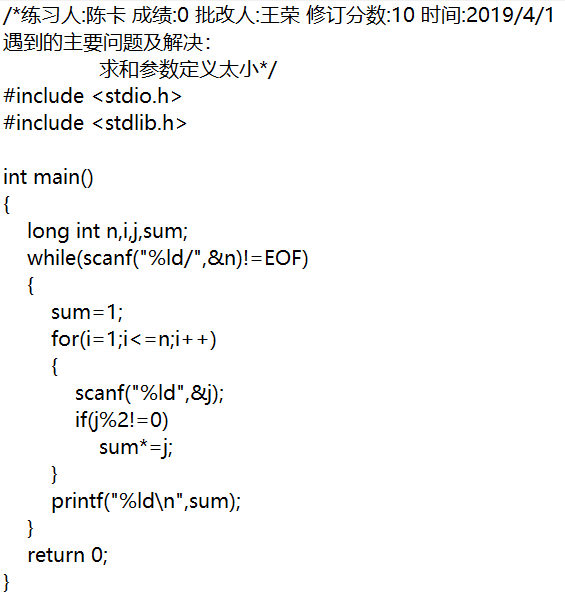 /*练习人:陈卡 成绩:0 批改人:王荣 修订分数:10 时间:2019/4/1
遇到的主要问题及解决：
求和参数定义太小*/
#include <stdio.h>
#include <stdlib.h>
int main()
{
long int n,i,j,sum;
while(scanf("%ld/",&n)!=EOF)
{
sum=1;
for(i=1;i<=n;i++)
{
scanf("%ld",&j);
if(j%2!=0)
sum*=j;
}
printf("%ld\n",sum);
}
return 0;
}